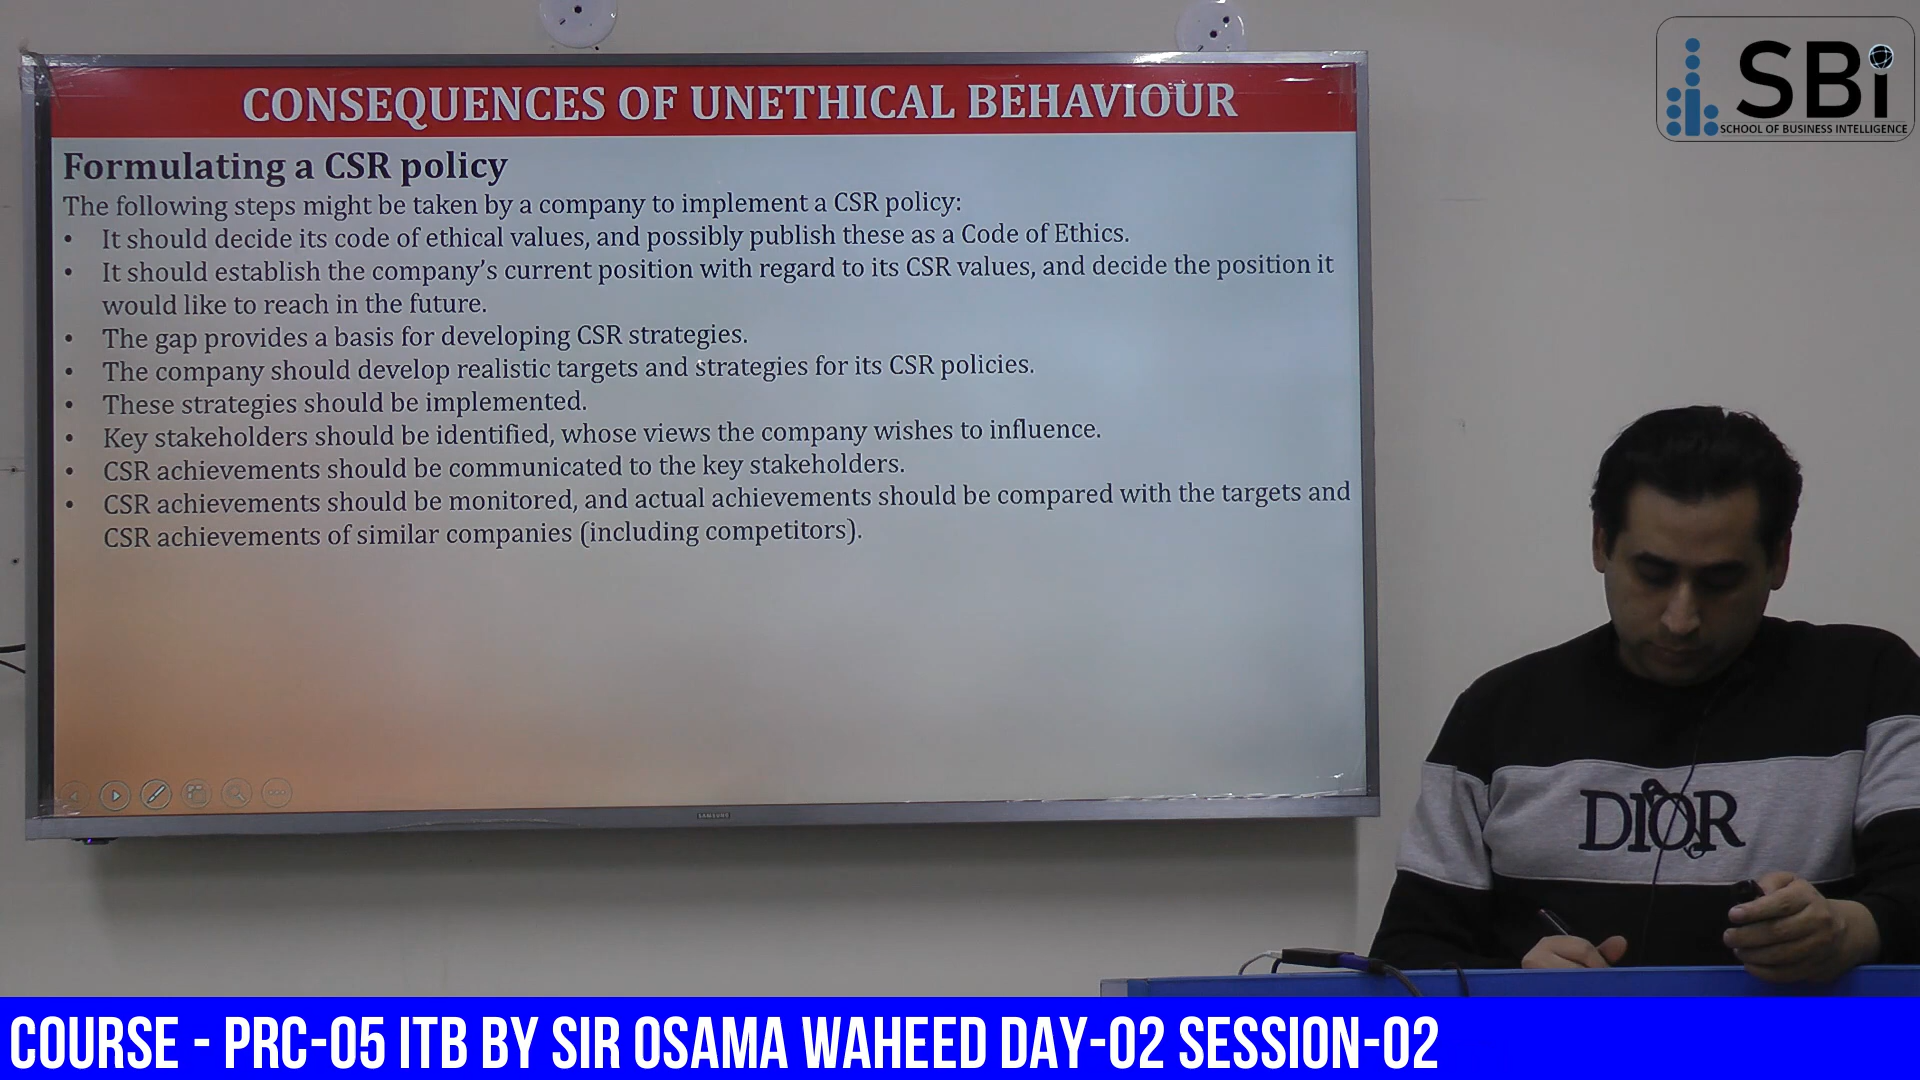 CONSEQUENCES OF UNETHICAL BEHAVIOUR
SBi
SCHOOL OF BUSINESS INTELLIGENCE
Formulating a CSR policy
The following steps might be taken by a company to implement a CSR policy:
• It should decide its code of ethical values, and possibly publish these as a Code of Ethics.
• It should establish the company’s current position with regard to its CSR values, and decide the position it
would like to reach in the future.
• The gap provides a basis for developing CSR strategies.
• The company should develop realistic targets and strategies for its CSR policies.
• These strategies should be implemented.
• Key stakeholders should be identified, whose views the company wishes to influence.
• CSR achievements should be communicated to the key stakeholders.
• CSR achievements should be monitored, and actual achievements should be compared with the targets and
CSR achievements of similar companies (including competitors).
SAMSUNG
DIOR
COURSE - PRC-05 ITB BY SIR OSAMA WAHEED DAY-02 SESSION-02